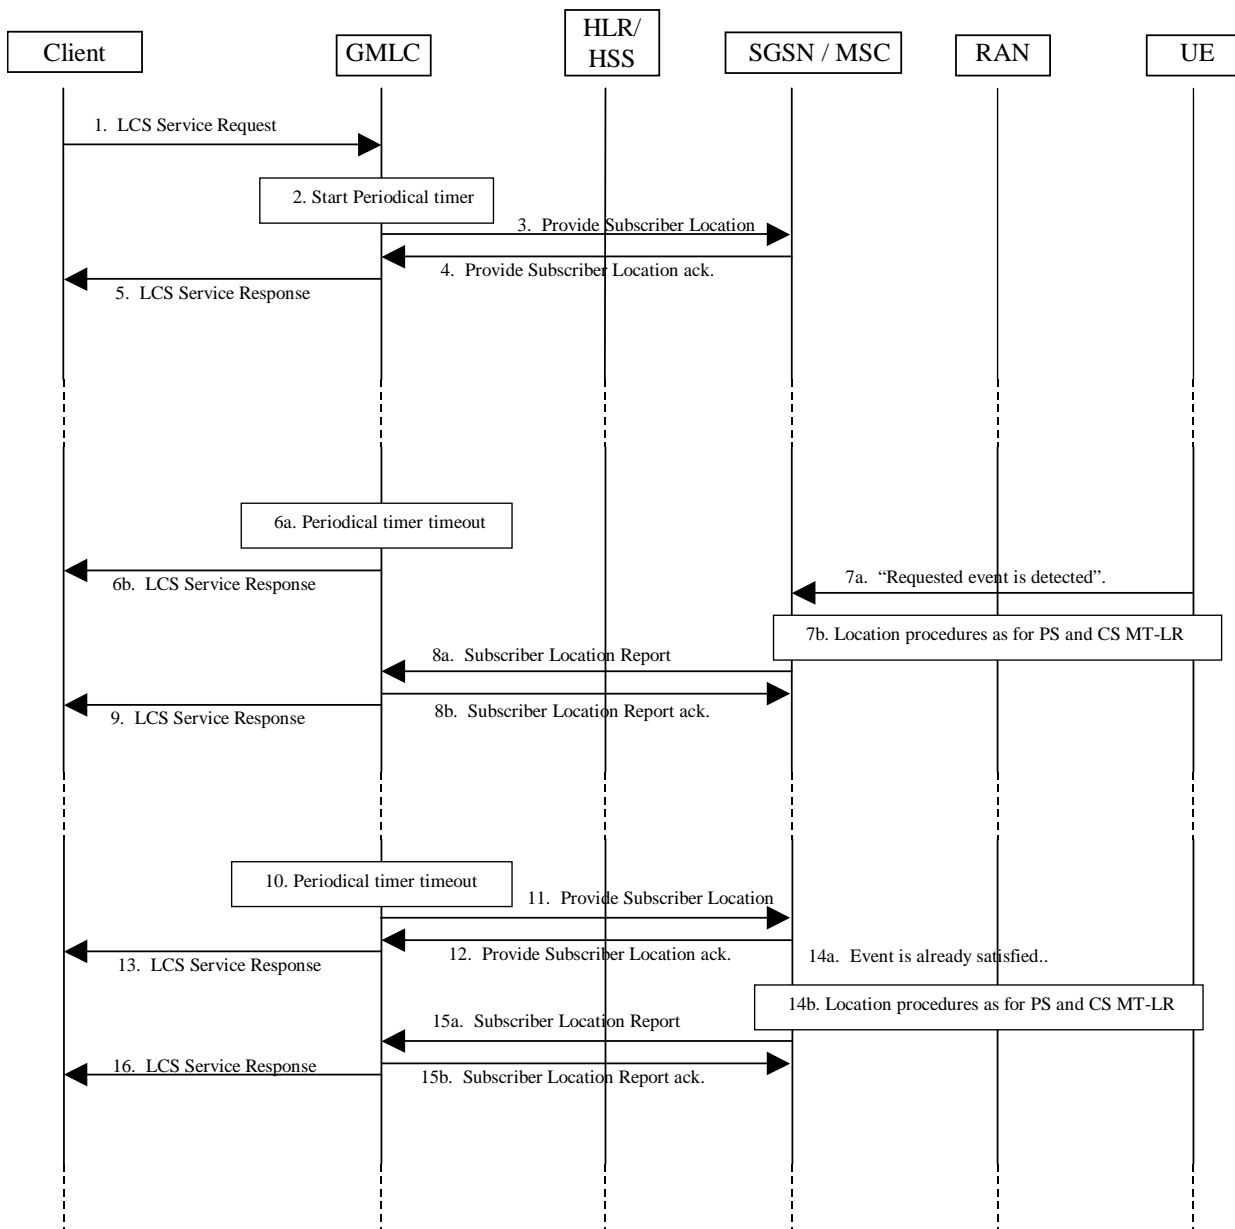 Client
GMLC
HLR/
HSS
SGSN / MSC
RAN
UE
1. LCS Service Request
2. Start Periodical timer
3. Provide Subscriber Location
4. Provide Subscriber Location ack.
5. LCS Service Response
6a. Periodical timer timeout
6b. LCS Service Response
7a. “Requested event is detected”.
7b. Location procedures as for PS and CS MT-LR
8a. Subscriber Location Report
8b. Subscriber Location Report ack.
9. LCS Service Response
10. Periodical timer timeout
11. Provide Subscriber Location
12. Provide Subscriber Location ack.
13. LCS Service Response
14a. Event is already satisfied..
14b. Location procedures as for PS and CS MT-LR
15a. Subscriber Location Report
16. LCS Service Response
15b. Subscriber Location Report ack.